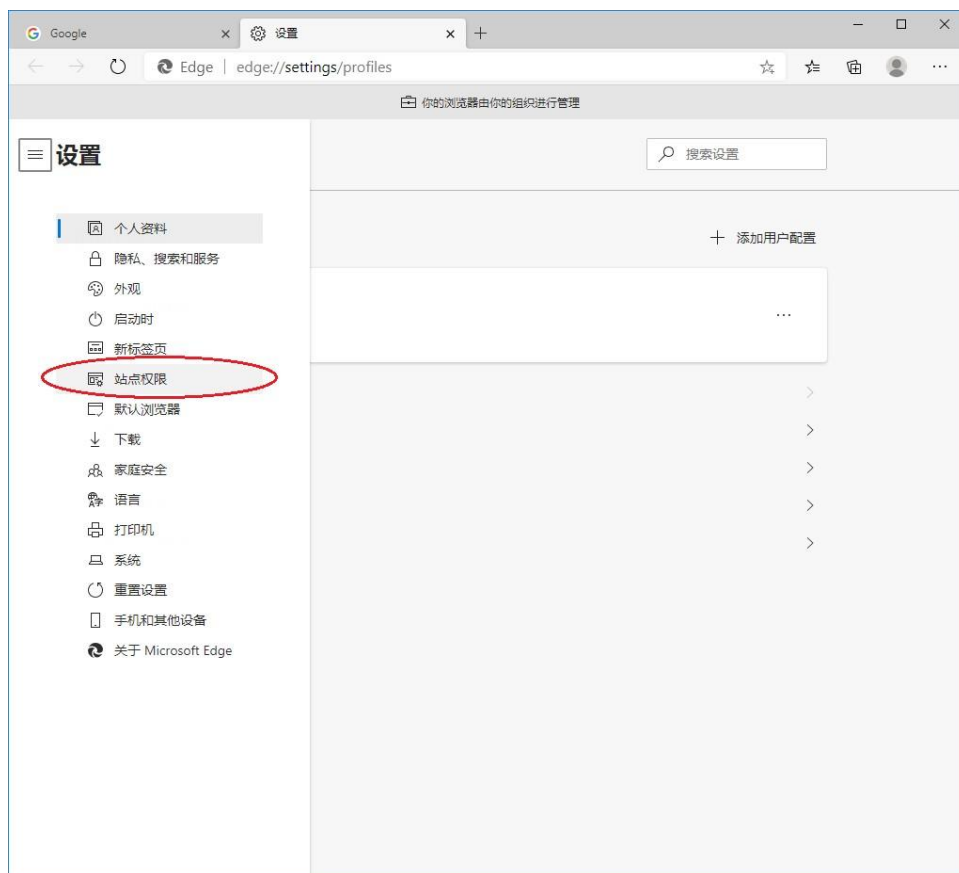 Google
设置
Edge | edge://settings/profiles
你的浏览器由你的组织进行管理
设置
搜索设置
个人资料
添加用户配置
隐私、搜索和服务
外观
启动时
新标签页
站点权限
默认浏览器
下载
家庭安全
语言
打印机
系统
重置设置
手机和其他设备
关于 Microsoft Edge